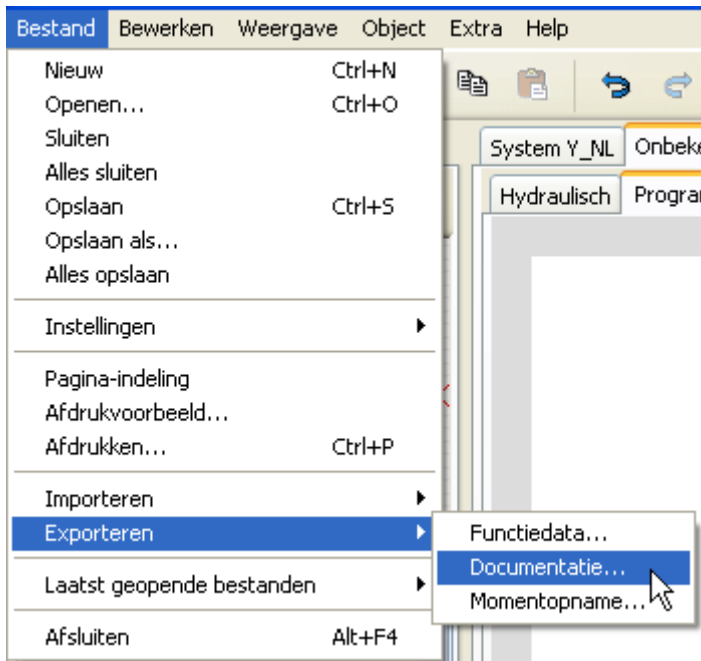 Bestand Bewerken Weergave Object Extra Help
Nieuw Ctrl+N
Openen... Ctrl+O
Sluiten
Alles sluiten
Opslaan Ctrl+S
Opslaan als...
Alles opslaan
Instellingen
Pagina-indeling
Afdrukvoorbeeld...
Afdrukken... Ctrl+P
Importeren
Exporteren
Laatst geopende bestanden
Afsluiten Alt+F4
System Y_NL Onbeke
Hydraulisch Progra
Functiedata...
Documentatie...
Momentopname...